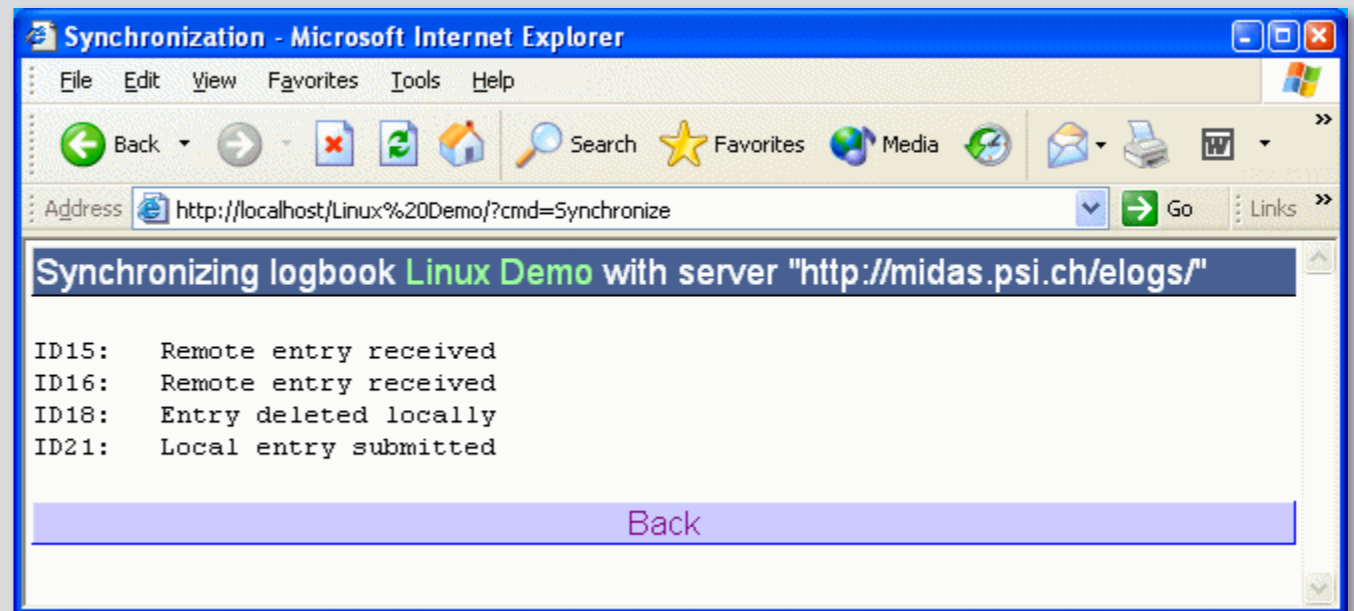 Synchronization - Microsoft Internet Explorer
File Edit View Favorites Tools Help
Back Search Favorites Media W »
Address http://localhost/Linux%20Demo/?cmd=Synchronize Go Links »
Synchronizing logbook Linux Demo with server "http://midas.psi.ch/elogs/"
ID15: Remote entry received
ID16: Remote entry received
ID18: Entry deleted locally
ID21: Local entry submitted
Back